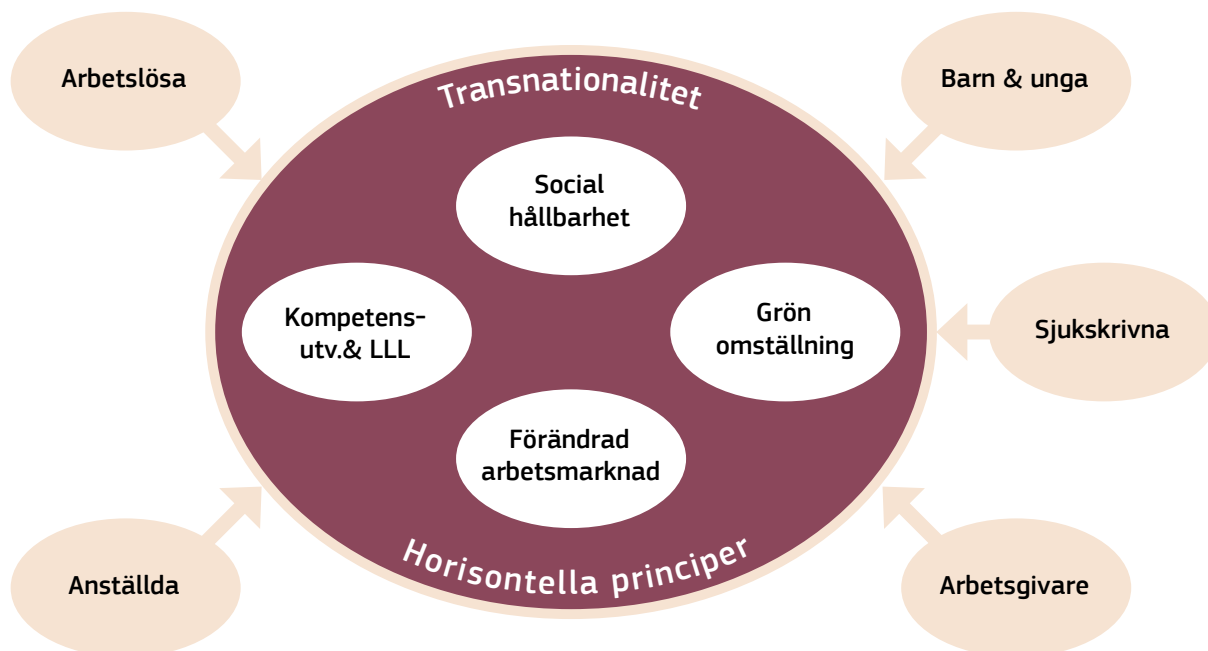 Arbetslösa
Barn & unga
Transnationalitet
Social
hållbarhet
Kompetens-
utv.& LLL
Grön
omställning
Sjukskrivna
Förändrad
arbetsmarknad
Horisontella principer
Anställda
Arbetsgivare